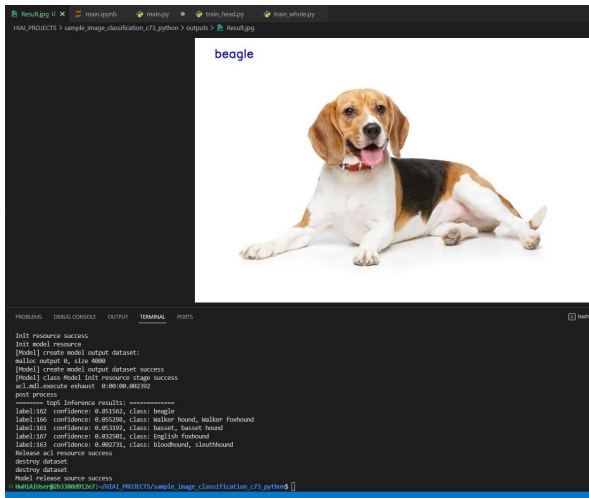 Result.jpg U X main.ipynb main.py train_head.py train_whole.py
HIAI_PROJECTS > sample_image_classification_c73_python > outputs > Result.jpg
beagle
PROBLEMS DEBUG CONSOLE OUTPUT TERMINAL PORTS
bash
Init resource success
Init model resource
[Model] create model output dataset:
malloc output 0, size 4000
[Model] create model output dataset success
[Model] class Model init resource stage success
acl.mdl.execute exhaust 0:00:00.002392
post process
======== top5 inference results: =============
label:162 confidence: 0.851562, class: beagle
label:166 confidence: 0.055298, class: Walker hound, Walker foxhound
label:161 confidence: 0.053192, class: basset, basset hound
label:167 confidence: 0.032501, class: English foxhound
label:163 confidence: 0.002731, class: bloodhound, sleuthhound
Release acl resource success
destroy dataset
destroy dataset
Model release source success
HwHiAiUser@2b3380d912e7:~/HIAI_PROJECTS/sample_image_classification_c73_python$